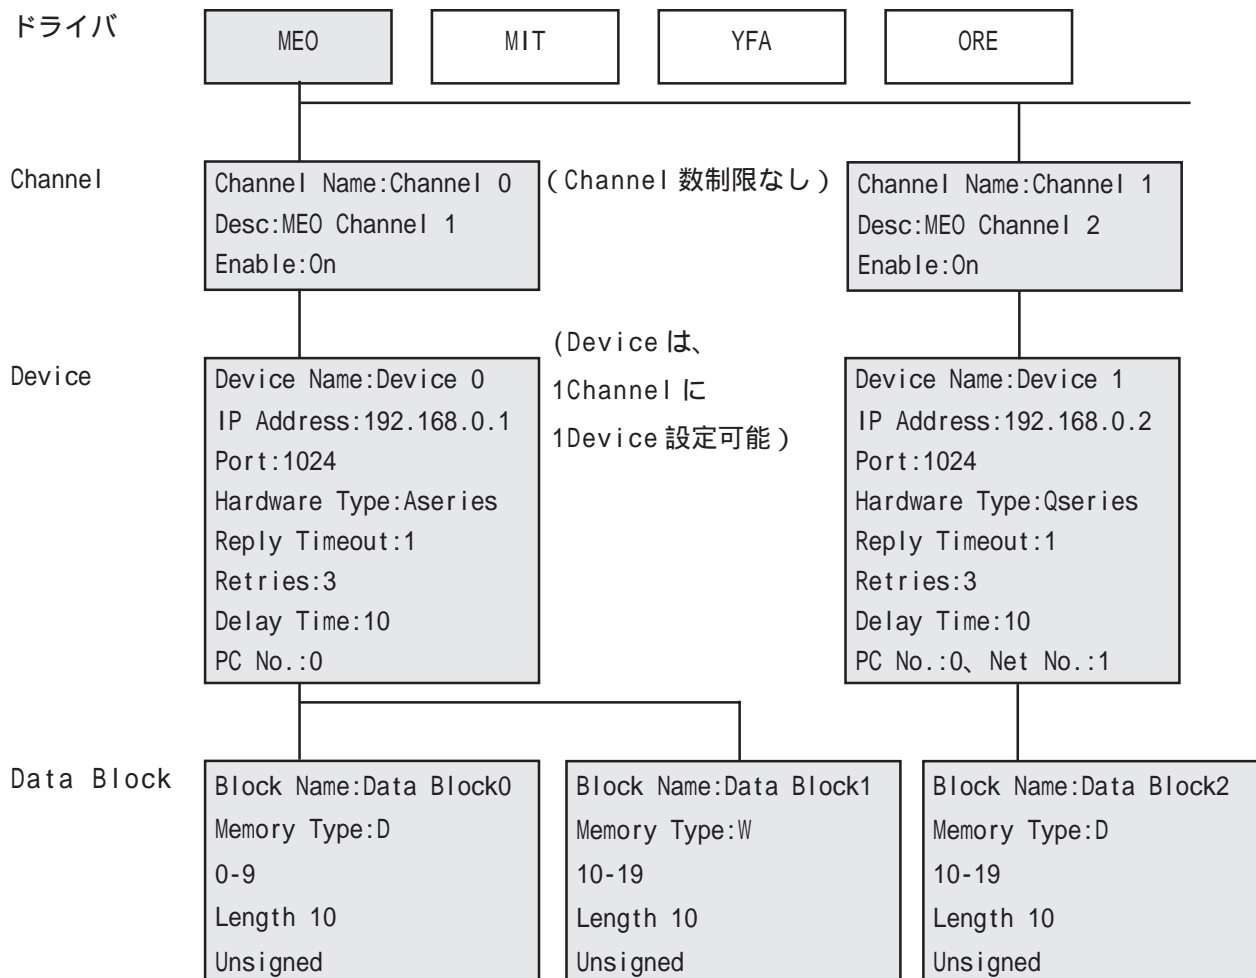 ドライバ
MEO
MIT
YFA
ORE
Channel
Channel Name:Channel 0
Desc:MEO Channel 1
Enable:On
(Channel 数制限なし)
Channel Name:Channel 1
Desc:MEO Channel 2
Enable:On
Device
Device Name:Device 0
IP Address:192.168.0.1
Port:1024
Hardware Type:Aseries
Reply Timeout:1
Retries:3
Delay Time:10
PC No.:0
(Device は、
1Channel に
1Device 設定可能)
Device Name:Device 1
IP Address:192.168.0.2
Port:1024
Hardware Type:Qseries
Reply Timeout:1
Retries:3
Delay Time:10
PC No.:0、Net No.:1
Data Block
Block Name:Data Block0
Memory Type:D
0-9
Length 10
Unsigned
Block Name:Data Block1
Memory Type:W
10-19
Length 10
Unsigned
Block Name:Data Block2
Memory Type:D
10-19
Length 10
Unsigned